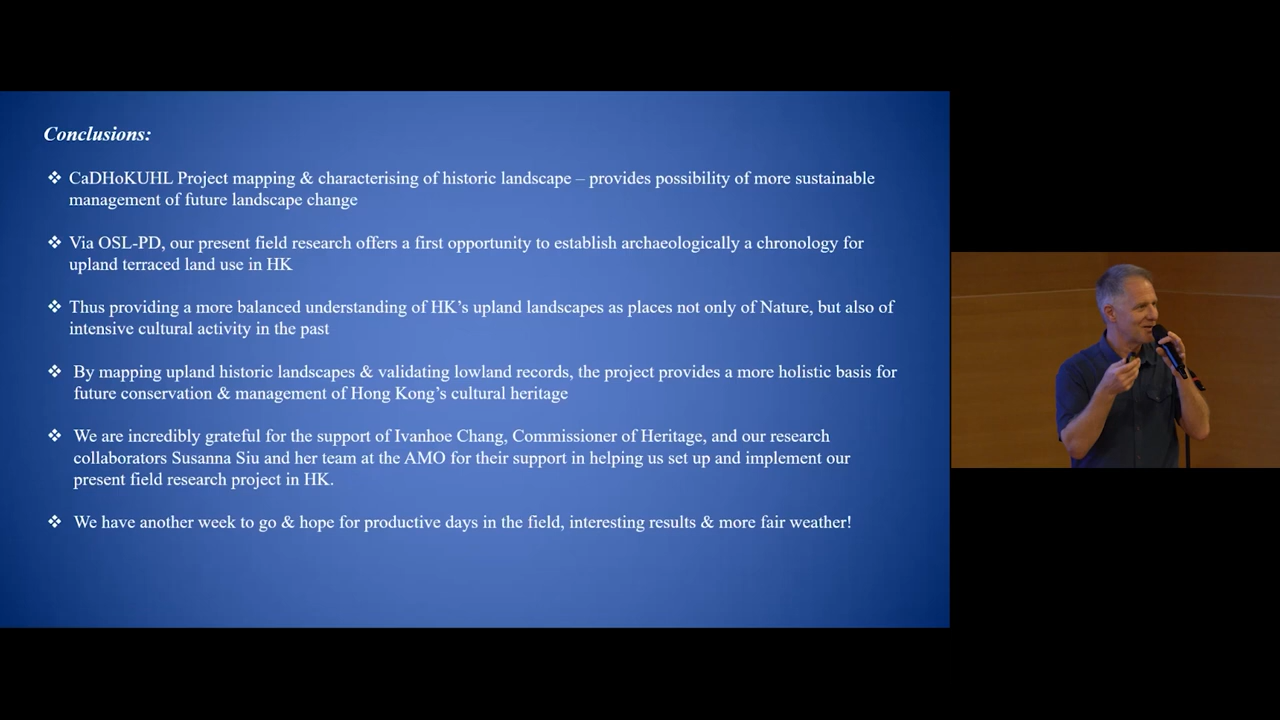 Conclusions:
❖ CaDHoKUHL Project mapping & characterising of historic landscape – provides possibility of more sustainable
management of future landscape change
❖ Via OSL-PD, our present field research offers a first opportunity to establish archaeologically a chronology for
upland terraced land use in HK
❖ Thus providing a more balanced understanding of HK’s upland landscapes as places not only of Nature, but also of
intensive cultural activity in the past
❖ By mapping upland historic landscapes & validating lowland records, the project provides a more holistic basis for
future conservation & management of Hong Kong’s cultural heritage
❖ We are incredibly grateful for the support of Ivanhoe Chang, Commissioner of Heritage, and our research
collaborators Susanna Siu and her team at the AMO for their support in helping us set up and implement our
present field research project in HK.
❖ We have another week to go & hope for productive days in the field, interesting results & more fair weather!